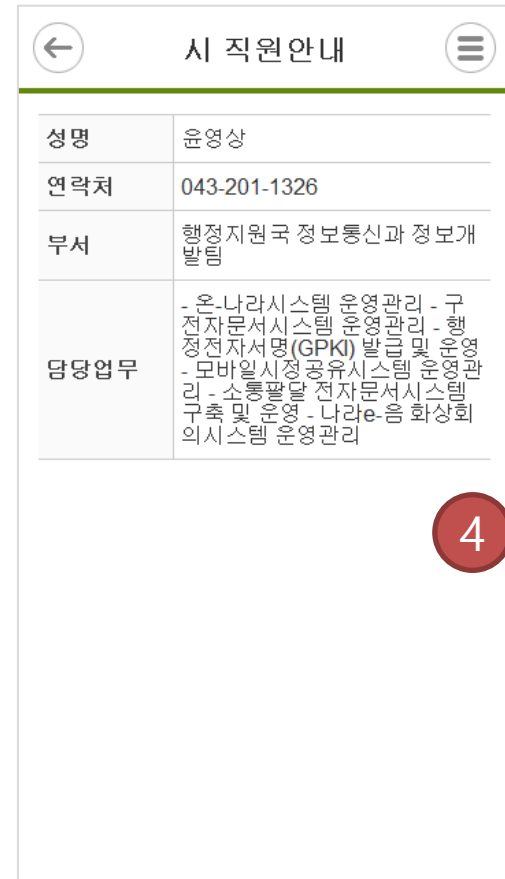 시 직원안내
성명 윤영상
연락처 043-201-1326
부서 행정지원국 정보통신과 정보개
발팀
담당업무 - 온-나라시스템 운영관리 - 구
전자문서시스템 운영관리 - 행
정전자서명(GPKI) 발급 및 운영
- 모바일시정공유시스템 운영관
리 - 소통팔달 전자문서시스템
구축 및 운영 - 나라e-음 화상회
의시스템 운영관리
4